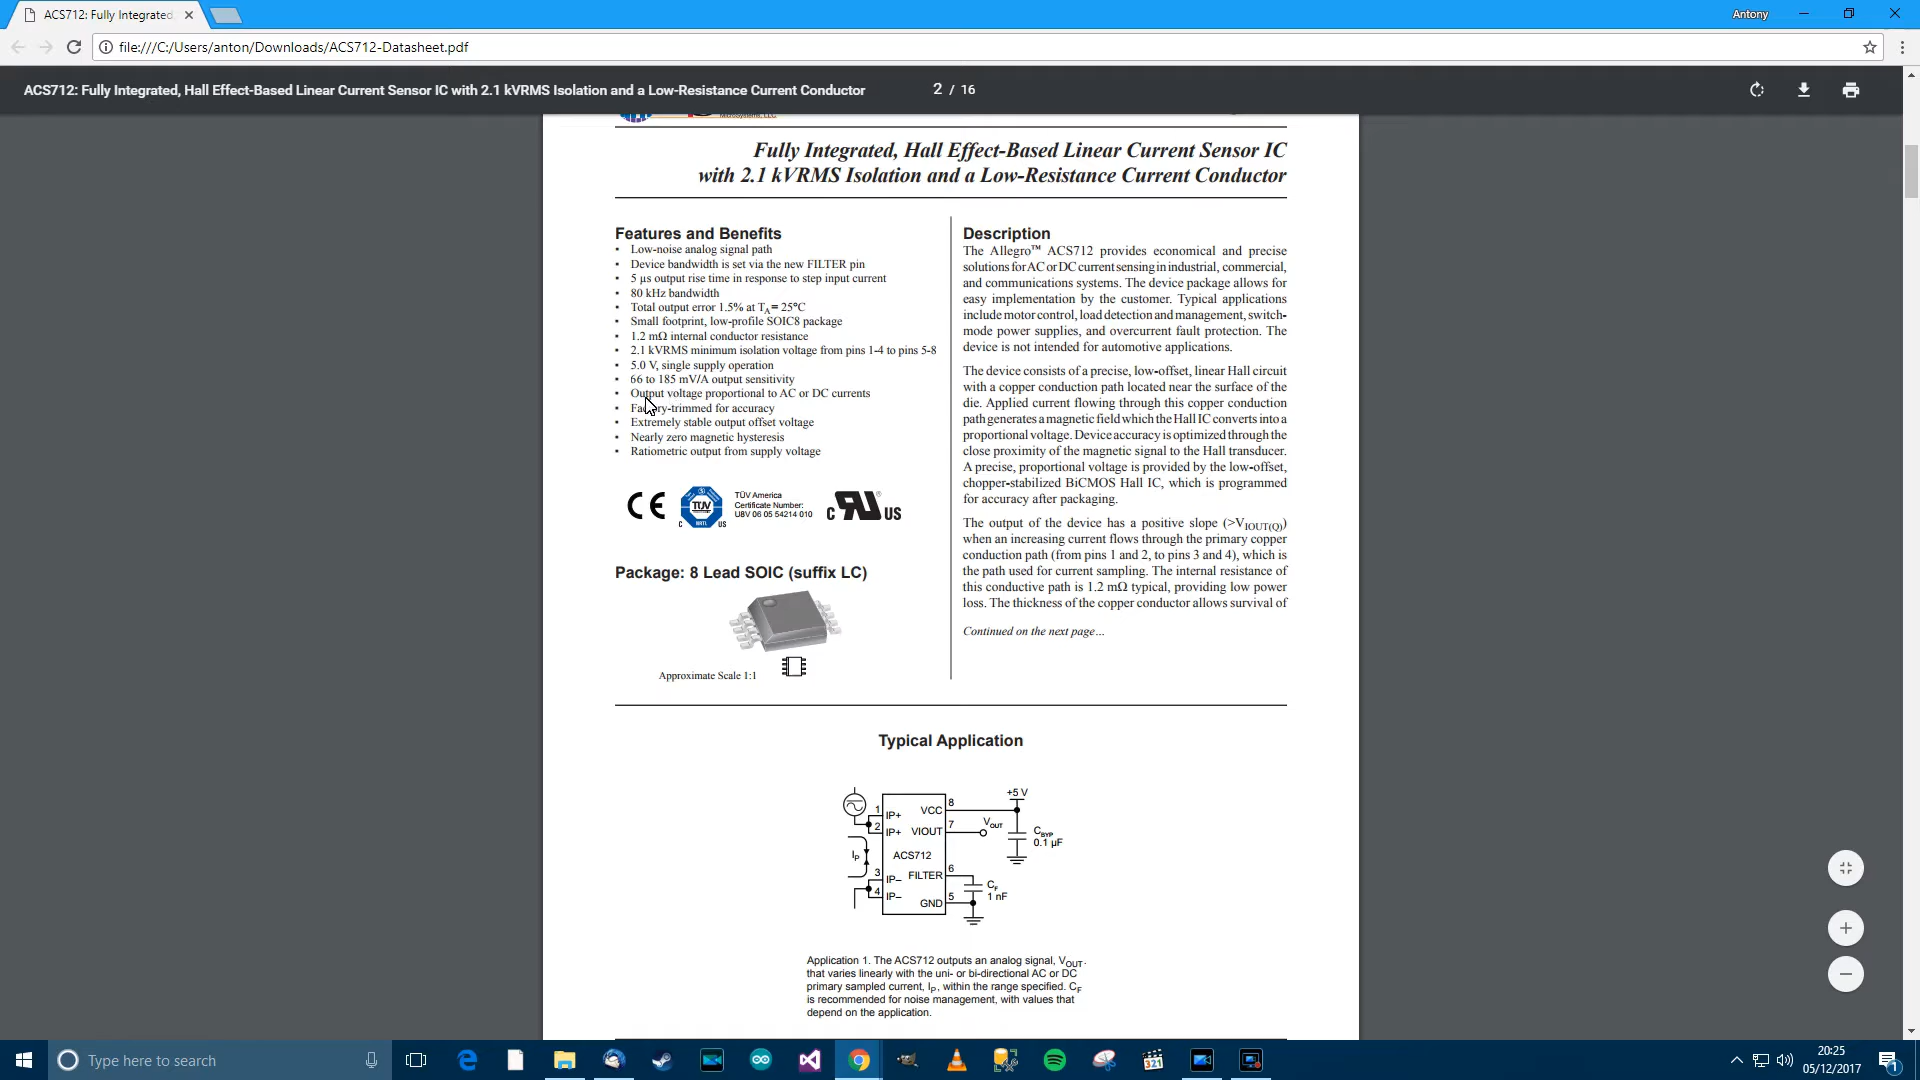 ACS712: Fully Integrated
Antony
file:///C:/Users/anton/Downloads/ACS712-Datasheet.pdf
ACS712: Fully Integrated, Hall Effect-Based Linear Current Sensor IC with 2.1 kVRMS Isolation and a Low-Resistance Current Conductor
2 / 16
MicroSystems, LLC
Fully Integrated, Hall Effect-Based Linear Current Sensor IC
with 2.1 kVRMS Isolation and a Low-Resistance Current Conductor
Features and Benefits
• Low-noise analog signal path
• Device bandwidth is set via the new FILTER pin
• 5 µs output rise time in response to step input current
• 80 kHz bandwidth
• Total output error 1.5% at TA = 25°C
• Small footprint, low-profile SOIC8 package
• 1.2 mΩ internal conductor resistance
• 2.1 kVRMS minimum isolation voltage from pins 1-4 to pins 5-8
• 5.0 V, single supply operation
• 66 to 185 mV/A output sensitivity
• Output voltage proportional to AC or DC currents
• Factory-trimmed for accuracy
• Extremely stable output offset voltage
• Nearly zero magnetic hysteresis
• Ratiometric output from supply voltage
CE
TÜV
NRTL
C US
TÜV America
Certificate Number:
U8V 06 05 54214 010
C RU US
Package: 8 Lead SOIC (suffix LC)
Approximate Scale 1:1
Description
The Allegro™ ACS712 provides economical and precise
solutions for AC or DC current sensing in industrial, commercial,
and communications systems. The device package allows for
easy implementation by the customer. Typical applications
include motor control, load detection and management, switch-
mode power supplies, and overcurrent fault protection. The
device is not intended for automotive applications.
The device consists of a precise, low-offset, linear Hall circuit
with a copper conduction path located near the surface of the
die. Applied current flowing through this copper conduction
path generates a magnetic field which the Hall IC converts into a
proportional voltage. Device accuracy is optimized through the
close proximity of the magnetic signal to the Hall transducer.
A precise, proportional voltage is provided by the low-offset,
chopper-stabilized BiCMOS Hall IC, which is programmed
for accuracy after packaging.
The output of the device has a positive slope (>VIOUT(Q))
when an increasing current flows through the primary copper
conduction path (from pins 1 and 2, to pins 3 and 4), which is
the path used for current sampling. The internal resistance of
this conductive path is 1.2 mΩ typical, providing low power
loss. The thickness of the copper conductor allows survival of
Continued on the next page…
Typical Application
+5 V
1 IP+ VCC 8
2 IP+ VIOUT 7 VOUT
CBYP
0.1 µF
IP
ACS712
3 IP– FILTER 6
4 IP–
CF
1 nF
GND 5
Application 1. The ACS712 outputs an analog signal, VOUT.
that varies linearly with the uni- or bi-directional AC or DC
primary sampled current, IP, within the range specified. CF
is recommended for noise management, with values that
depend on the application.
Type here to search
321
20:25
05/12/2017
1